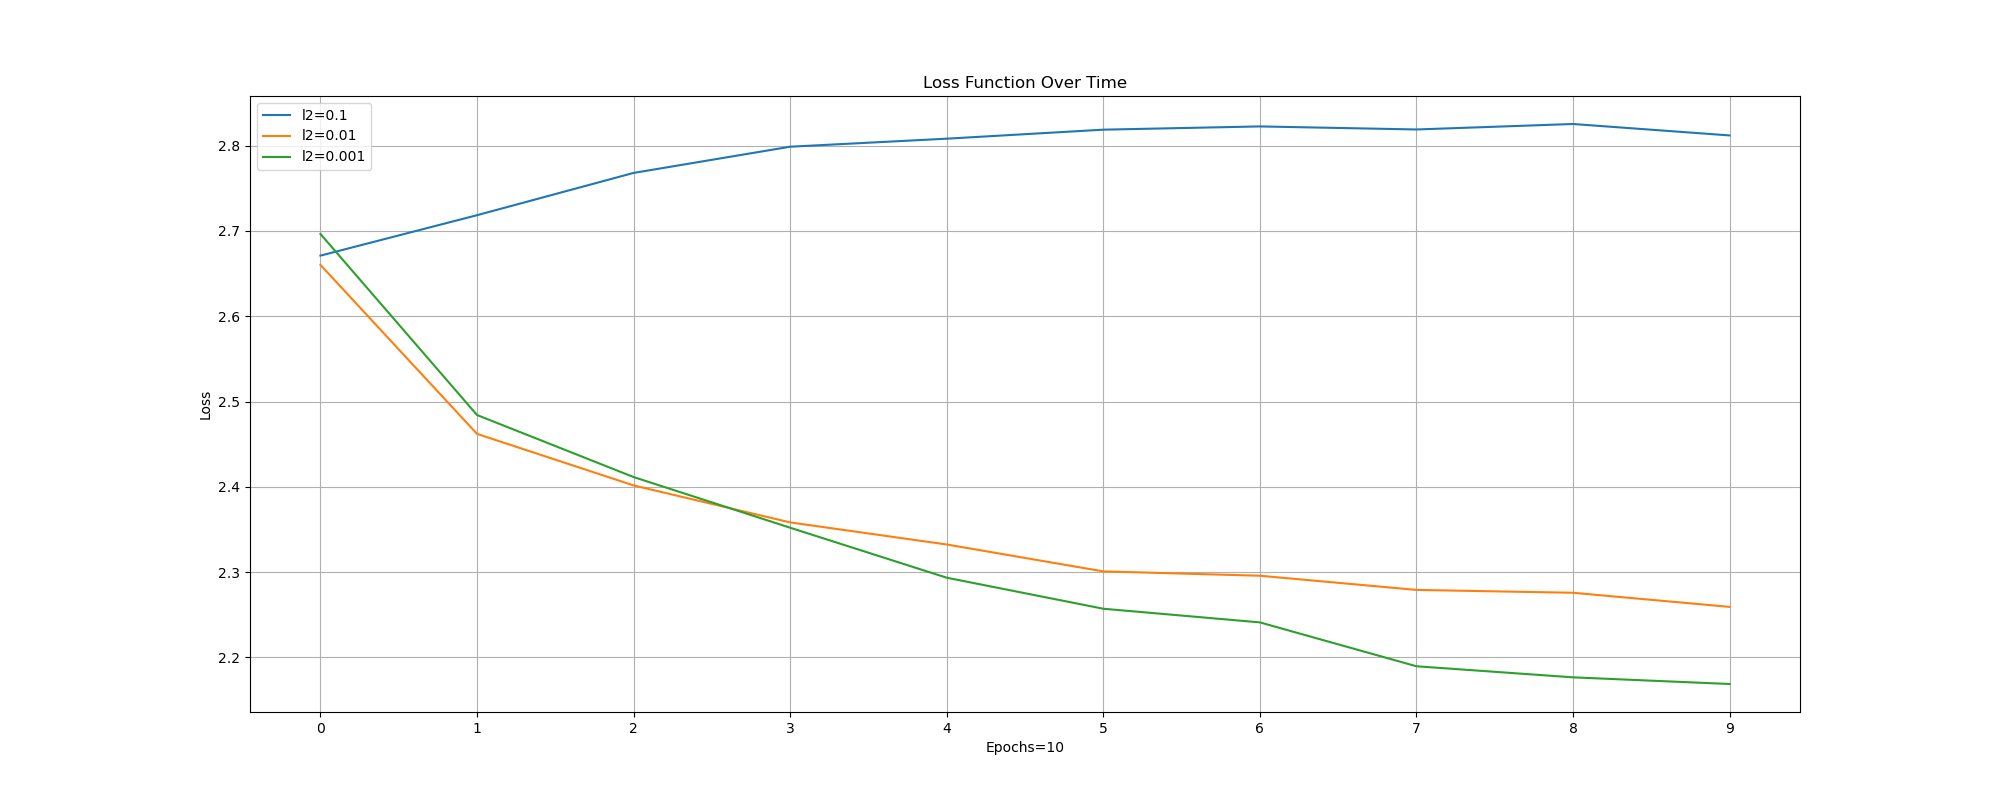 Loss Function Over Time
l2=0.1
l2=0.01
l2=0.001
Loss
2.8
2.7
2.6
2.5
2.4
2.3
2.2
0 1 2 3 4 5 6 7 8 9
Epochs=10